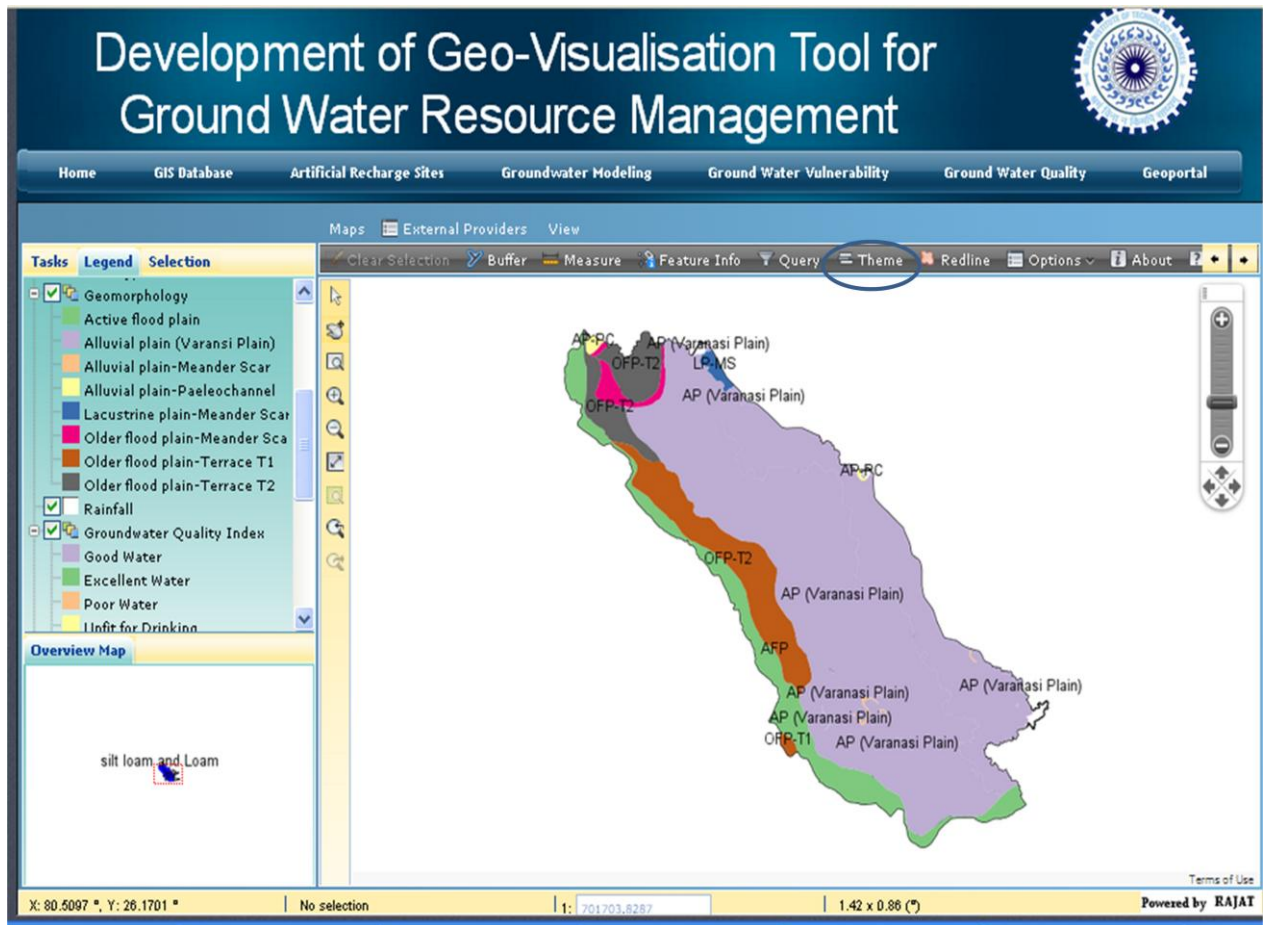 Development of Geo-Visualisation Tool for
Ground Water Resource Management
Home GIS Database Artificial Recharge Sites Groundwater Modeling Ground Water Vulnerability Ground Water Quality Geoportal
Maps External Providers View
Tasks Legend Selection
Clear Selection Buffer Measure Feature Info Query Theme Redline Options About
Geomorphology
Active flood plain
Alluvial plain (Varansi Plain)
Alluvial plain-Meander Scar
Alluvial plain-Paeleochannel
Lacustrine plain-Meander Scar
Older flood plain-Meander Sca
Older flood plain-Terrace T1
Older flood plain-Terrace T2
Rainfall
Groundwater Quality Index
Good Water
Excellent Water
Poor Water
Unfit for Drinking
Overview Map
silt loam and Loam
AP-PC AP (Varanasi Plain)
OFP-T2 LP-MS
AP (Varanasi Plain)
OFP-T2
AP-PC
OFP-T2
AP (Varanasi Plain)
AFP
AP (Varanasi Plain)
AP (Varanasi Plain)
AP (Varanasi Plain)
OFP-T1
AP (Varanasi Plain)
Terms of Use
X: 80.5097 °, Y: 26.1701 ° No selection 1: 701703.8287 1.42 x 0.86 (°) Powered by RAJAT